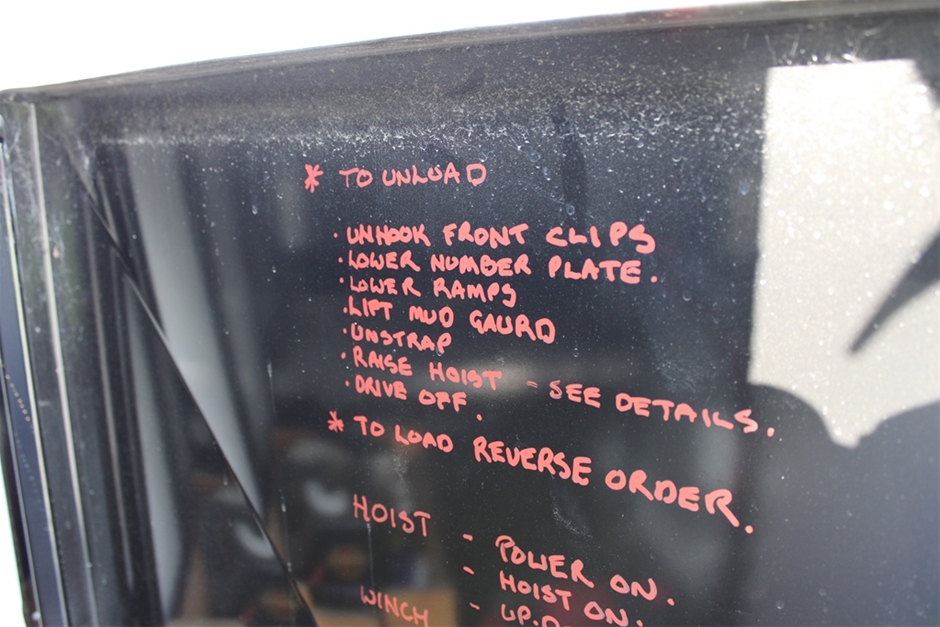 * TO UNLOAD
· UNHOOK FRONT CLIPS
· LOWER NUMBER PLATE.
· LOWER RAMPS
· LIFT MUD GAURD
· UNSTRAP
· RAISE HOIST - SEE DETAILS.
· DRIVE OFF.
* TO LOAD REVERSE ORDER.
HOIST - POWER ON.
- HOIST ON.
WINCH - UP.